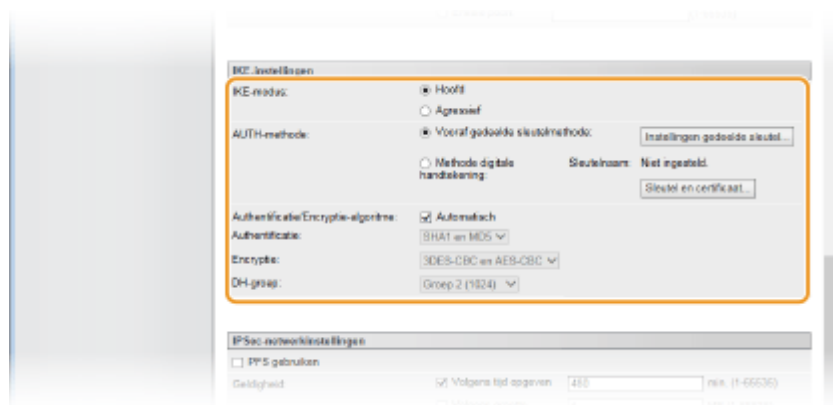 IKE-instellingen
IKE-modus:
Hoofd
Agressief
AUTH-methode:
Vooraf gedeelde sleutelmethode:
Instellingen gedeelde sleutel...
Methode digitale handtekening:
Sleutelnaam:
Niet ingesteld.
Sleutel en certificaat...
Authentificatie/Encryptie-algoritme:
Automatisch
Authentificatie:
SHA1 en MD5
Encryptie:
3DES-CBC en AES-CBC
DH-groep:
Groep 2 (1024)
IPSec-netwerkinstellingen
PFS gebruiken
Geldigheid
Volgens tijd opgeven
480
min. (1-65535)